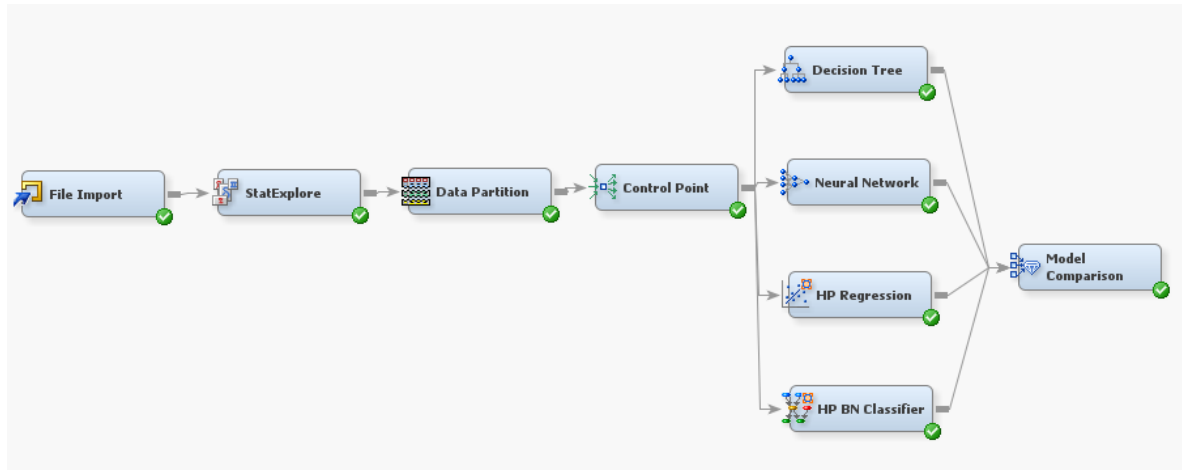 File Import
StatExplore
Data Partition
Control Point
Decision Tree
Neural Network
HP Regression
HP BN Classifier
Model
Comparison